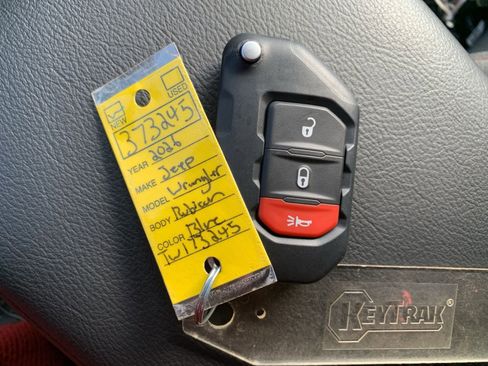 NEW
USED
373245
YEAR 2026
MAKE Jeep
MODEL Wrangler
BODY Rubicon
COLOR Blue
TW173245
KEYTRAK®